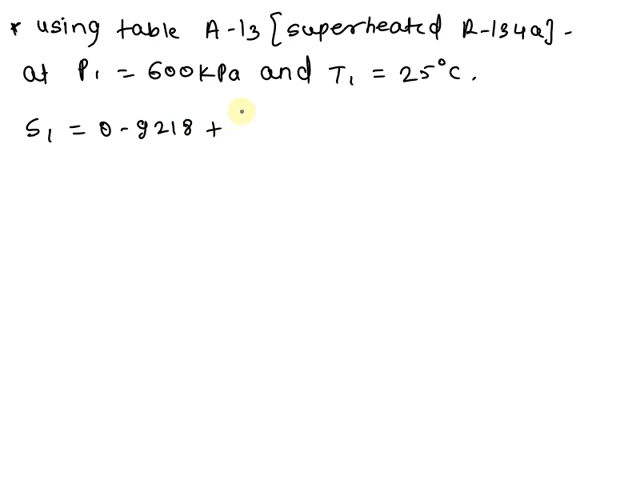 * using table A-13 [superheated R-134a] -
at P₁ = 600kPa and T₁ = 25°C.
S₁ = 0-9218 +